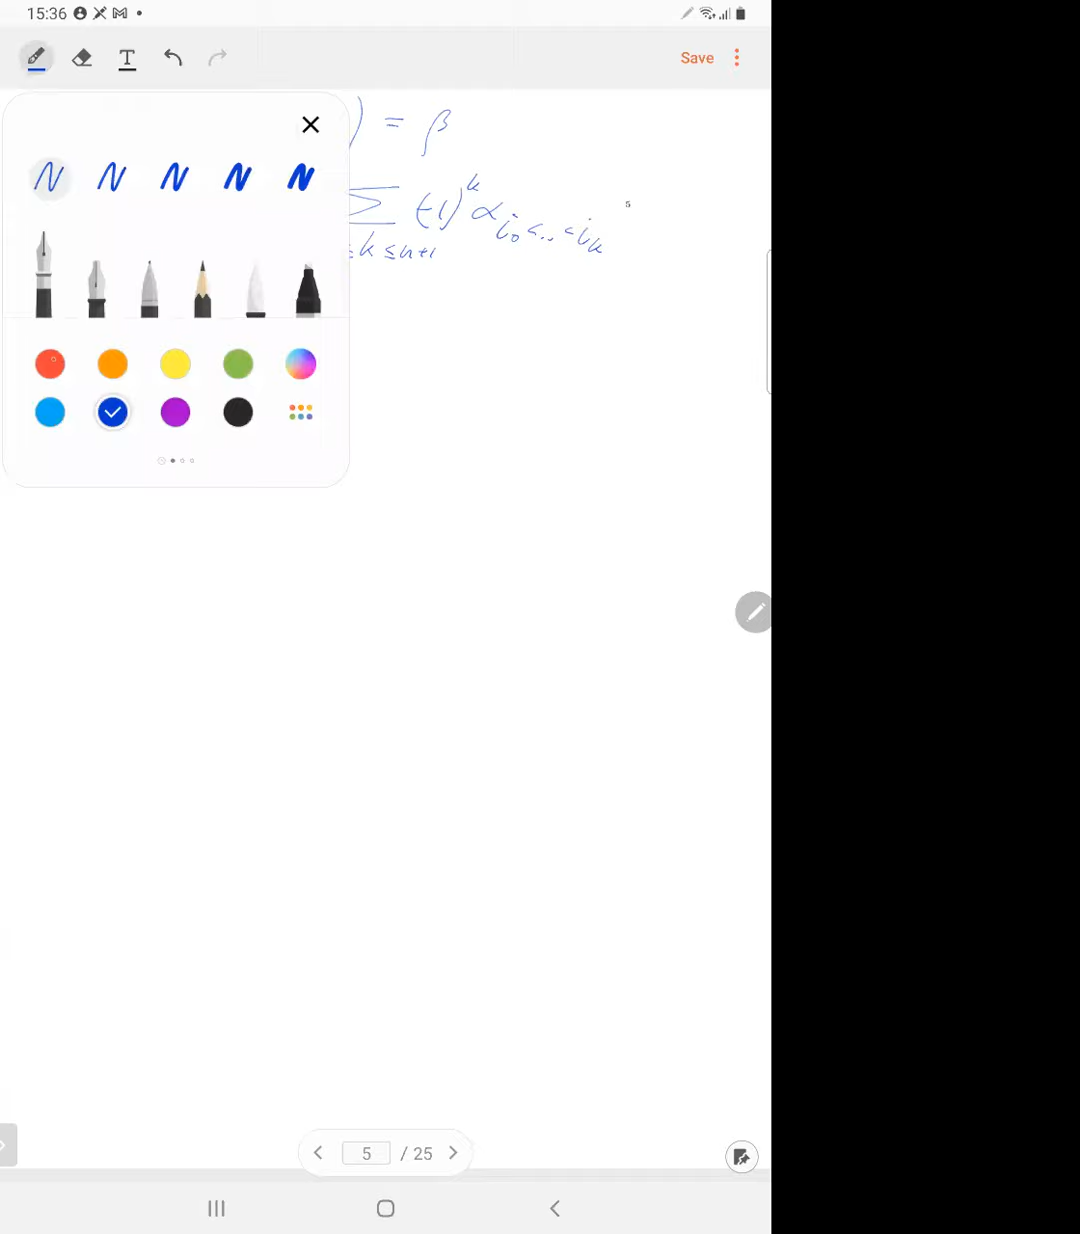 15:36
Save
) = β
∑ (-1)^k α_{i_0 < .. < i_k}
≤ k ≤ n+1
5
5 / 25